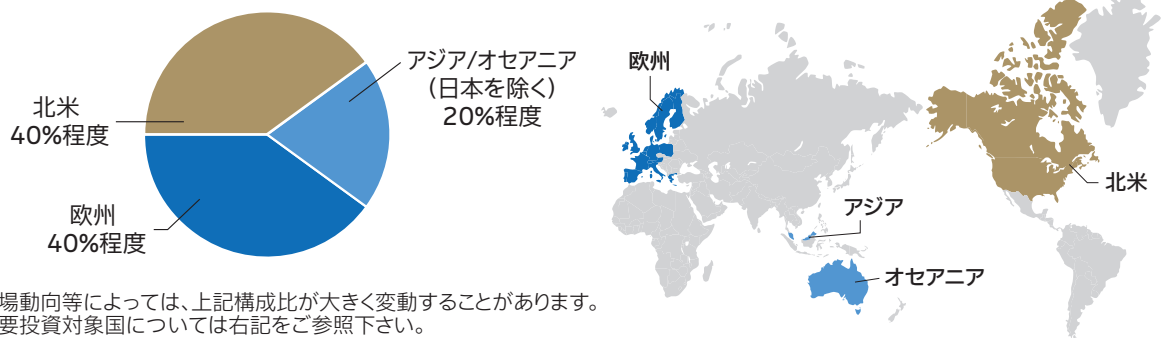 北米
40%程度
アジア/オセアニア
(日本を除く)
20%程度
欧州
40%程度
欧州
アジア
北米
オセアニア
場動向等によっては、上記構成比が大きく変動することがあります。
要投資対象国については右記をご参照下さい。